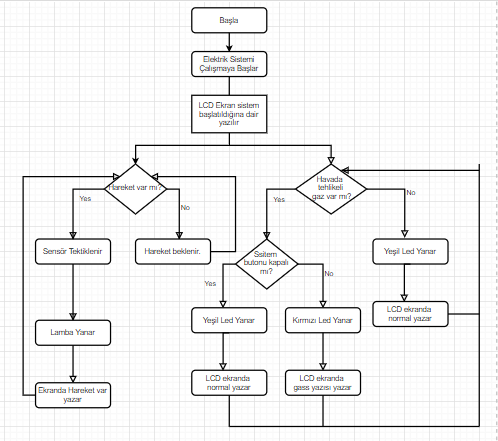 Başla
Elektrik Sistemi
Çalışmaya Başlar
LCD Ekran sistem
başlatıldığına dair
yazılır
Hareket var mı?
Havada
tehlikeli
gaz var mı?
Yes
No
Yes
No
Sensör Tektiklenir
Hareket beklenir.
Ssitem
butonu kapalı
mı?
Yeşil Led Yanar
Yes
No
Lamba Yanar
Yeşil Led Yanar
Kırmızı Led Yanar
LCD ekranda
normal yazar
Ekranda Hareket var
yazar
LCD ekranda
normal yazar
LCD ekranda
gass yazısı yazar